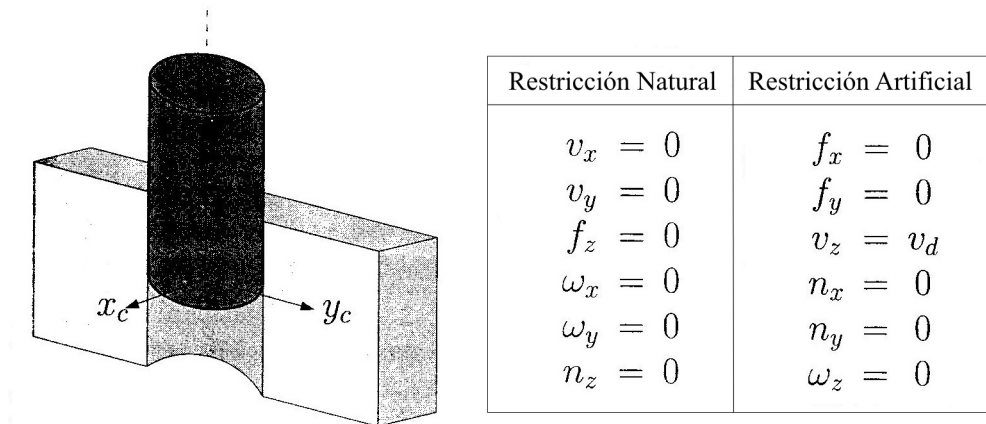 x_c
y_c
Restricción Natural Restricción Artificial
v_x = 0 f_x = 0
v_y = 0 f_y = 0
f_z = 0 v_z = v_d
ω_x = 0 n_x = 0
ω_y = 0 n_y = 0
n_z = 0 ω_z = 0